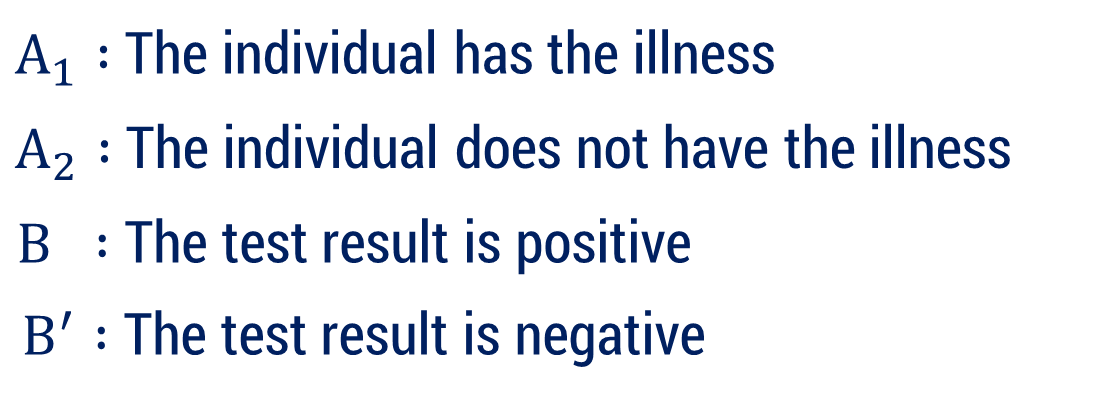 A₁ : The individual has the illness
A₂ : The individual does not have the illness
B : The test result is positive
B′ : The test result is negative